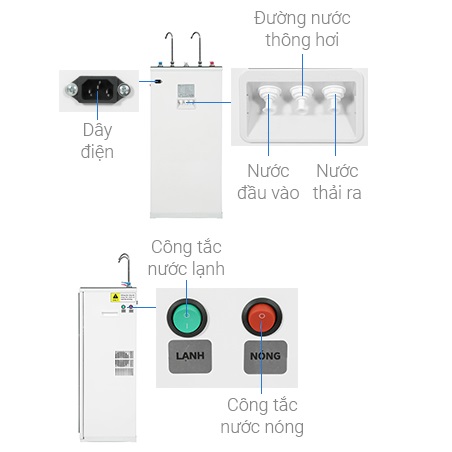 Đường nước
thông hơi
Dây
điện
Nước
đầu vào
Nước
thải ra
Công tắc
nước lạnh
LẠNH
NÓNG
Công tắc
nước nóng